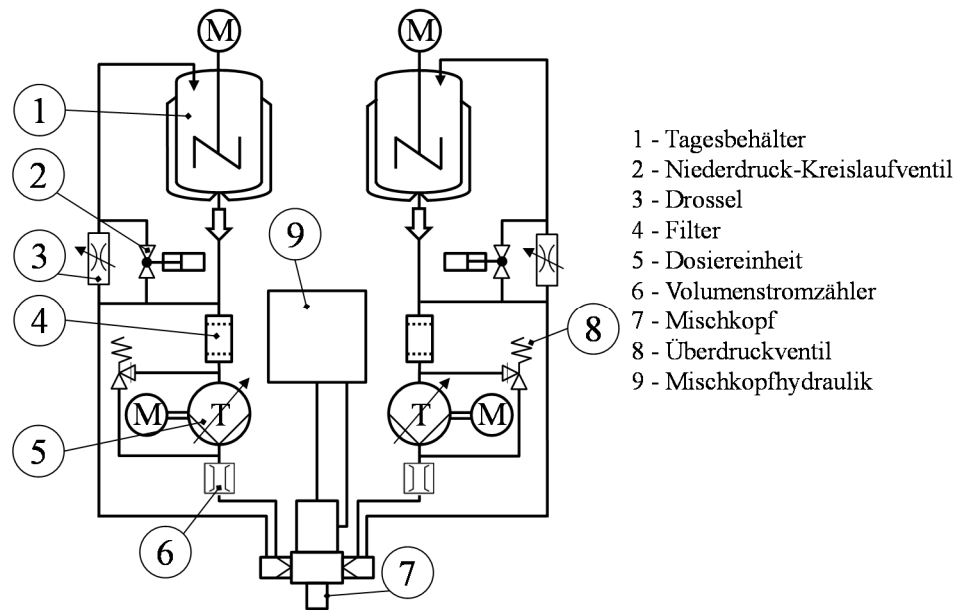 M
M
1
2
9
3
4
8
M
T
T
M
5
6
7
1 - Tagesbehälter
2 - Niederdruck-Kreislaufventil
3 - Drossel
4 - Filter
5 - Dosiereinheit
6 - Volumenstromzähler
7 - Mischkopf
8 - Überdruckventil
9 - Mischkopfhydraulik